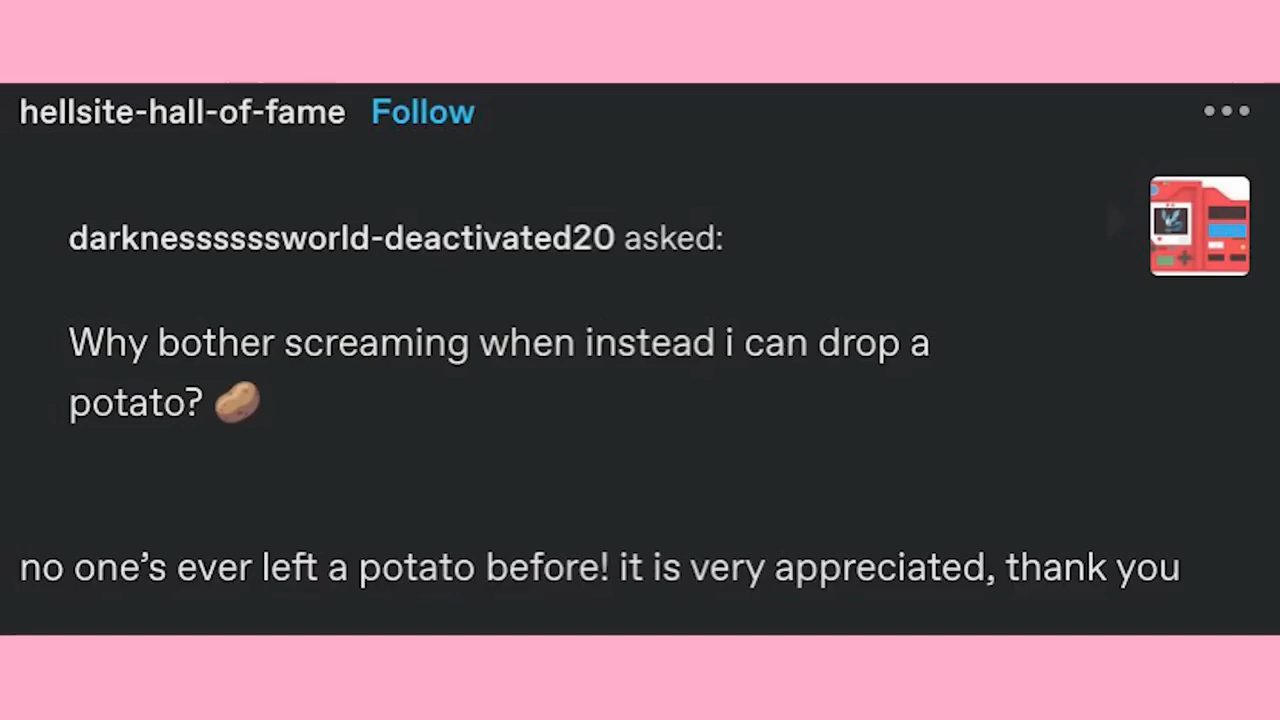 hellsite-hall-of-fame Follow
darknessssssworld-deactivated20 asked:
Why bother screaming when instead i can drop a
potato? 🥔
no one’s ever left a potato before! it is very appreciated, thank you